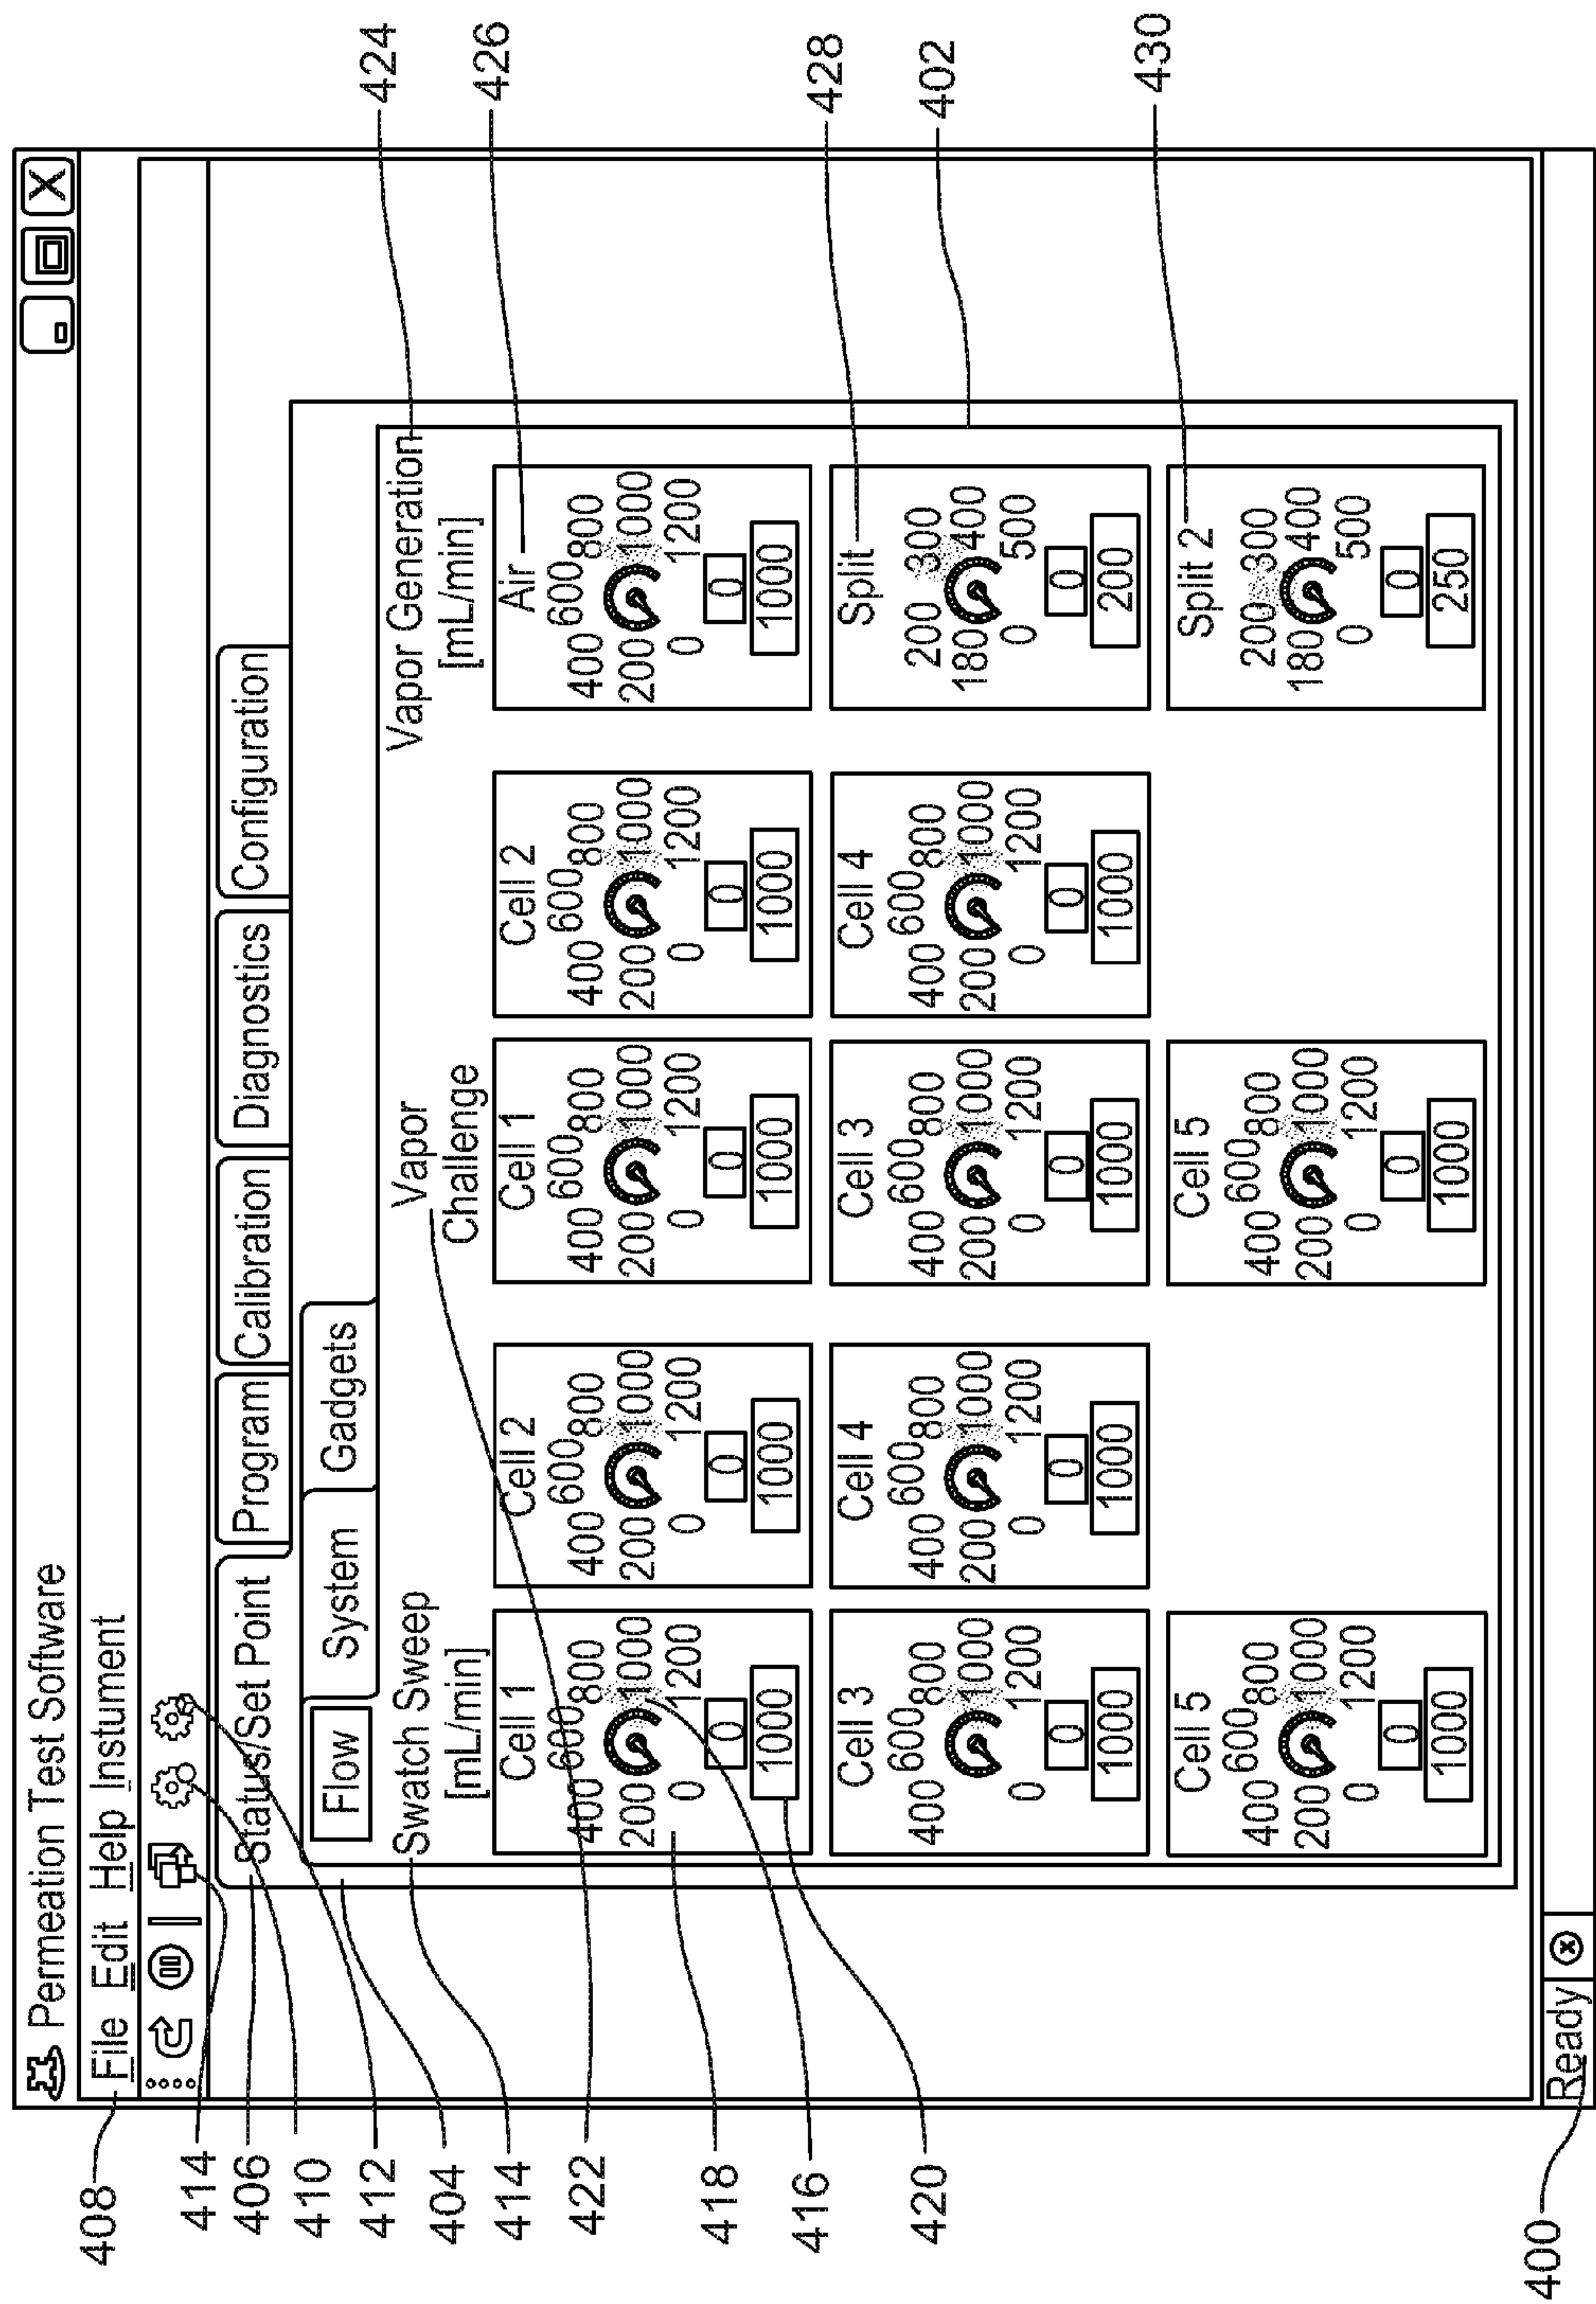 Permeation Test Software
File Edit Help Instument
Status/Set Point Program Calibration Diagnostics Configuration
Flow System Gadgets
Swatch Sweep
[mL/min]
Vapor
Challenge
Vapor Generation
[mL/min]
Cell 1
400 600 800
200 1000
0 1200
0
1000
Cell 2
400 600 800
200 1000
0 1200
0
1000
Cell 1
400 600 800
200 1000
0 1200
0
1000
Cell 2
400 600 800
200 1000
0 1200
0
1000
Air
400 600 800
200 1000
0 1200
0
1000
Cell 3
400 600 800
200 1000
0 1200
0
1000
Cell 4
400 600 800
200 1000
0 1200
0
1000
Cell 3
400 600 800
200 1000
0 1200
0
1000
Cell 4
400 600 800
200 1000
0 1200
0
1000
Split
200 300
180 400
0 500
0
200
Cell 5
400 600 800
200 1000
0 1200
0
1000
Cell 5
400 600 800
200 1000
0 1200
0
1000
Split 2
200 300
180 400
0 500
0
250
Ready
408
414
406
410
412
404
414
422
418
416
420
400
424
426
428
402
430